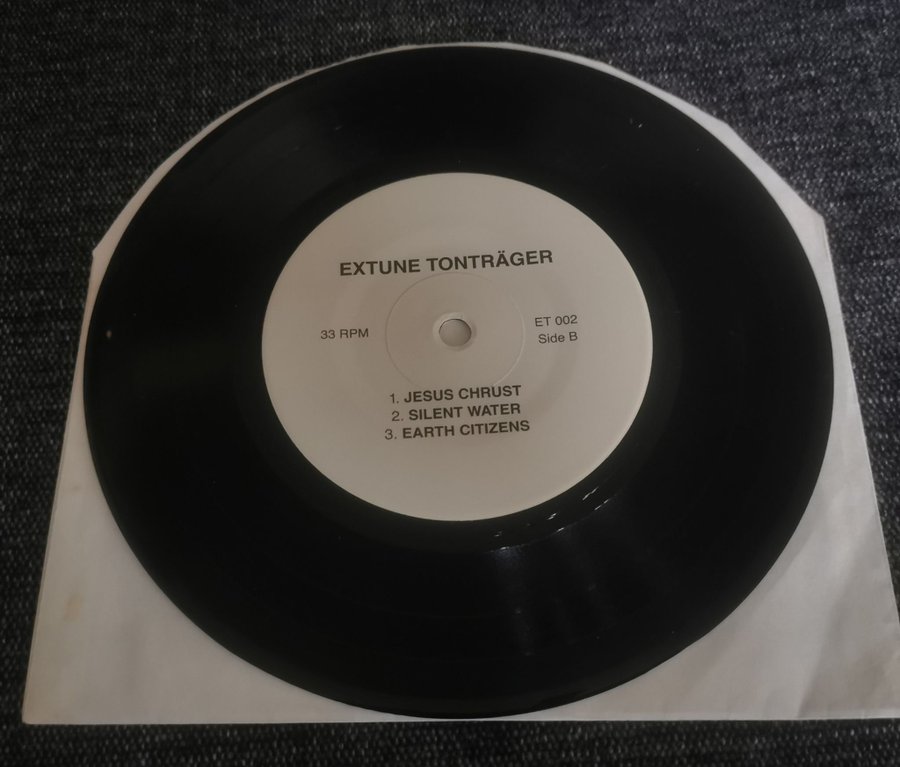 EXTUNE TONTRÄGER
33 RPM
ET 002
Side B
1. JESUS CHRUST
2. SILENT WATER
3. EARTH CITIZENS